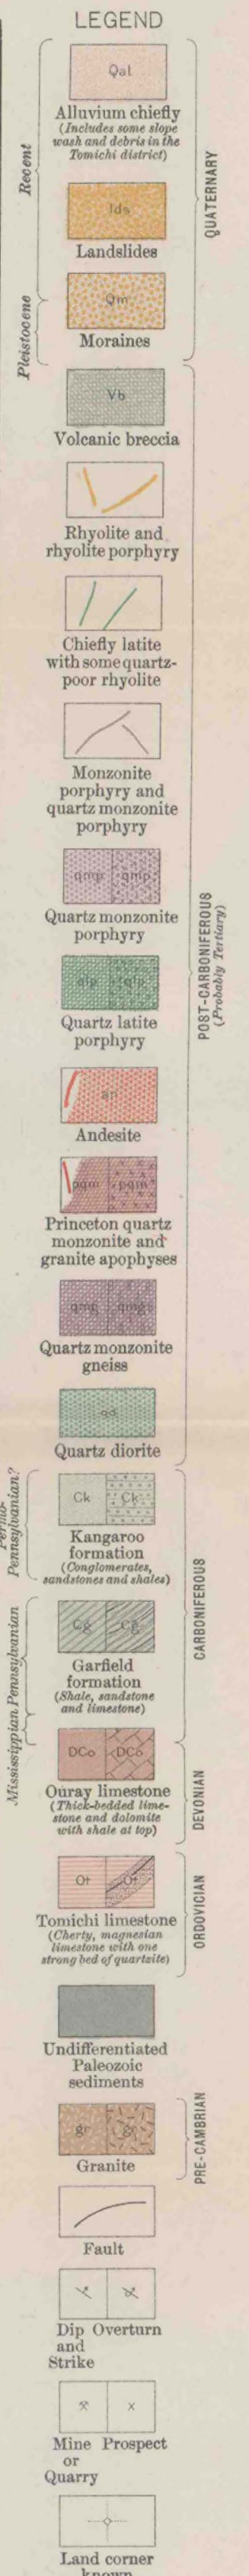 LEGEND
Qal
Alluvium chiefly
(Includes some slope
wash and debris in the
Tomichi district)
Recent
lds
Landslides
QUATERNARY
Qm
Moraines
Pleistocene
Vb
Volcanic breccia
Rhyolite and
rhyolite porphyry
Chiefly latite
with some quartz-
poor rhyolite
Monzonite
porphyry and
quartz monzonite
porphyry
qmp qmp
Quartz monzonite
porphyry
qlp qlp
Quartz latite
porphyry
POST-CARBONIFEROUS
(Probably Tertiary)
an
Andesite
pqm pqm
Princeton quartz
monzonite and
granite apophyses
qmg qmg
Quartz monzonite
gneiss
qd
Quartz diorite
Permo-
Pennsylvanian?
Ck Ck
Kangaroo
formation
(Conglomerates,
sandstones and shales)
CARBONIFEROUS
Cg Cg
Garfield
formation
(Shale, sandstone
and limestone)
Mississippian Pennsylvanian
DCo DCo
Ouray limestone
(Thick-bedded lime-
stone and dolomite
with shale at top)
DEVONIAN
Ot Ot
Tomichi limestone
(Cherty, magnesian
limestone with one
strong bed of quartzite)
ORDOVICIAN
Undifferentiated
Paleozoic
sediments
gr gr
Granite
PRE-CAMBRIAN
Fault
Dip Overturn
and
Strike
x
Mine Prospect
or
Quarry
Land corner
known